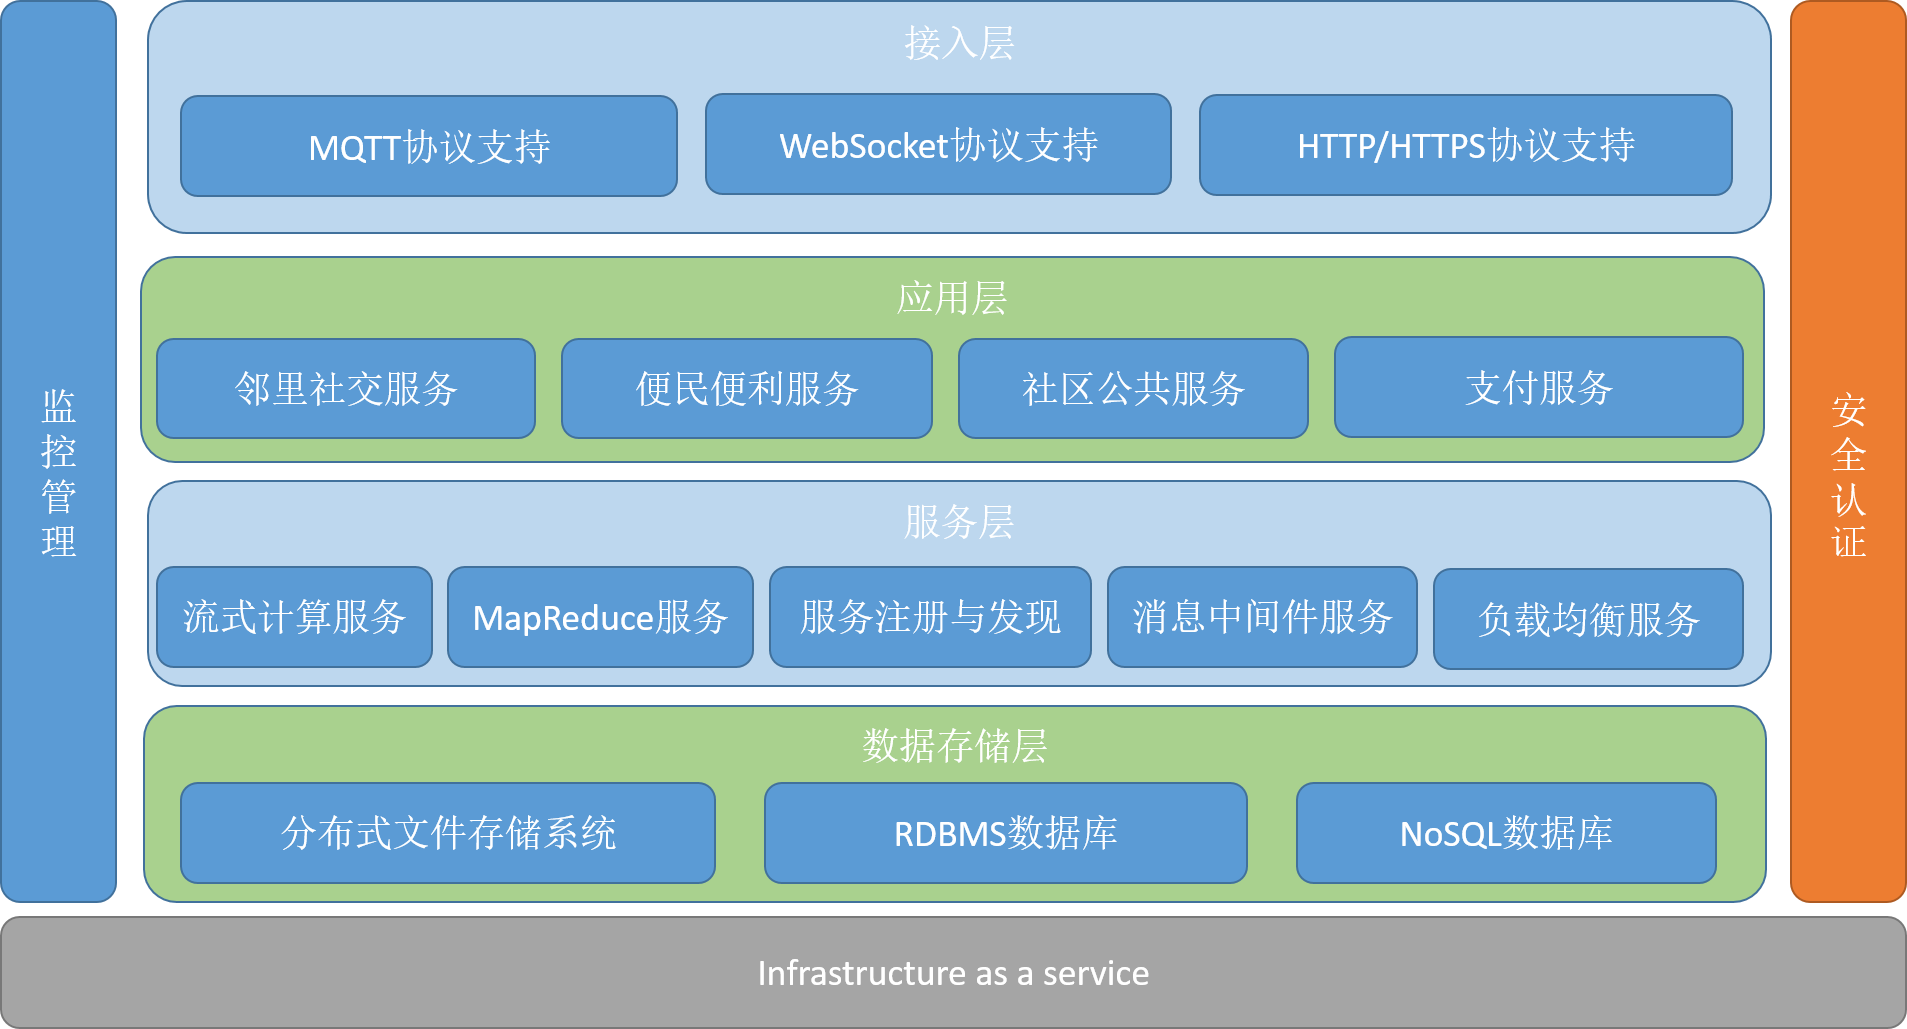 监控管理
接入层
MQTT协议支持
WebSocket协议支持
HTTP/HTTPS协议支持
应用层
邻里社交服务
便民便利服务
社区公共服务
支付服务
服务层
流式计算服务
MapReduce服务
服务注册与发现
消息中间件服务
负载均衡服务
数据存储层
分布式文件存储系统
RDBMS数据库
NoSQL数据库
安全认证
Infrastructure as a service